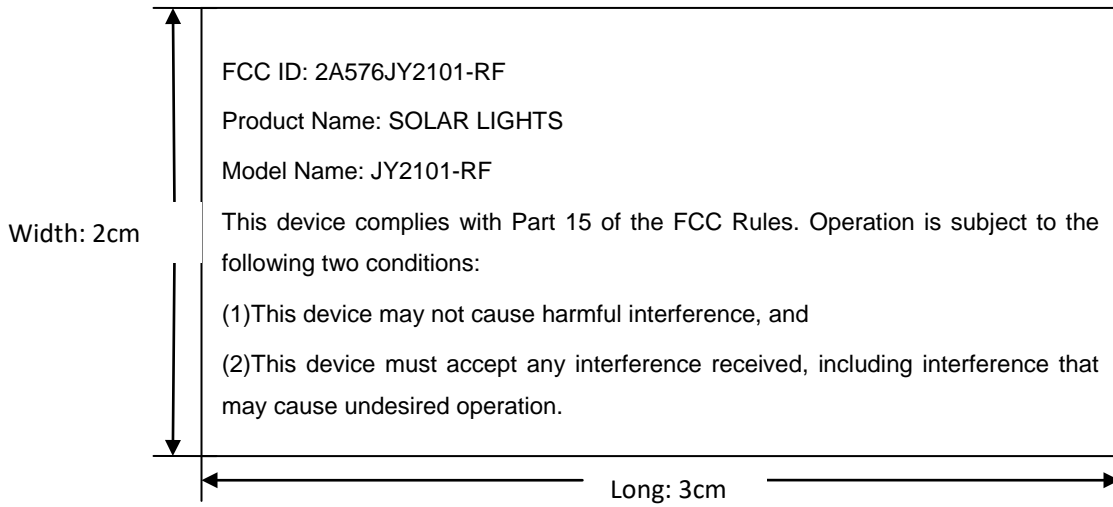 FCC ID: 2A576JY2101-RF
Product Name: SOLAR LIGHTS
Model Name: JY2101-RF
This device complies with Part 15 of the FCC Rules. Operation is subject to the
Width: 2cm
following two conditions:
(1)This device may not cause harmful interference, and
(2)This device must accept any interference received, including interference that
may cause undesired operation.
Long: 3cm